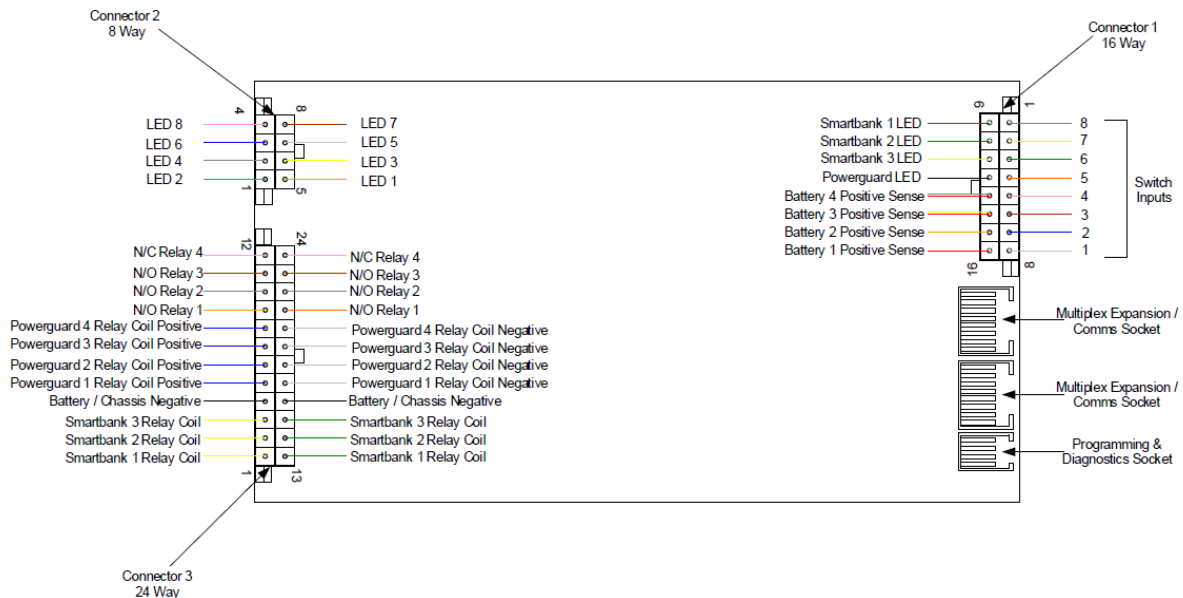 Connector 2
8 Way
Connector 1
16 Way
4
8
LED 8
LED 7
LED 6
LED 5
LED 4
LED 3
LED 2
LED 1
1
5
9
1
Smartbank 1 LED
8
Smartbank 2 LED
7
Smartbank 3 LED
6
Powerguard LED
5
Battery 4 Positive Sense
4
Battery 3 Positive Sense
3
Battery 2 Positive Sense
2
Battery 1 Positive Sense
1
Switch
Inputs
16
8
12
24
N/C Relay 4
N/C Relay 4
N/O Relay 3
N/O Relay 3
N/O Relay 2
N/O Relay 2
N/O Relay 1
N/O Relay 1
Powerguard 4 Relay Coil Positive
Powerguard 4 Relay Coil Negative
Powerguard 3 Relay Coil Positive
Powerguard 3 Relay Coil Negative
Powerguard 2 Relay Coil Positive
Powerguard 2 Relay Coil Negative
Powerguard 1 Relay Coil Positive
Powerguard 1 Relay Coil Negative
Battery / Chassis Negative
Battery / Chassis Negative
Smartbank 3 Relay Coil
Smartbank 3 Relay Coil
Smartbank 2 Relay Coil
Smartbank 2 Relay Coil
Smartbank 1 Relay Coil
Smartbank 1 Relay Coil
1
13
Multiplex Expansion /
Comms Socket
Multiplex Expansion /
Comms Socket
Programming &
Diagnostics Socket
Connector 3
24 Way